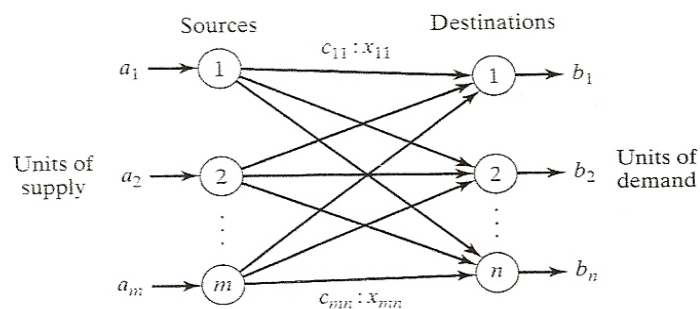 Sources
Destinations
c₁₁ : x₁₁
a₁
1
1
b₁
Units of
supply
a₂
2
2
b₂
Units of
demand
⋮
⋮
aₘ
m
n
bₙ
cₘₙ : xₘₙ